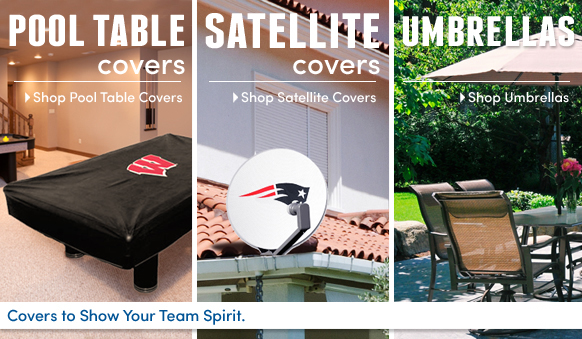 POOL TABLE
covers
Shop Pool Table Covers
W
SATELLITE
covers
Shop Satellite Covers
UMBRELLAS
Shop Umbrellas
Covers to Show Your Team Spirit.